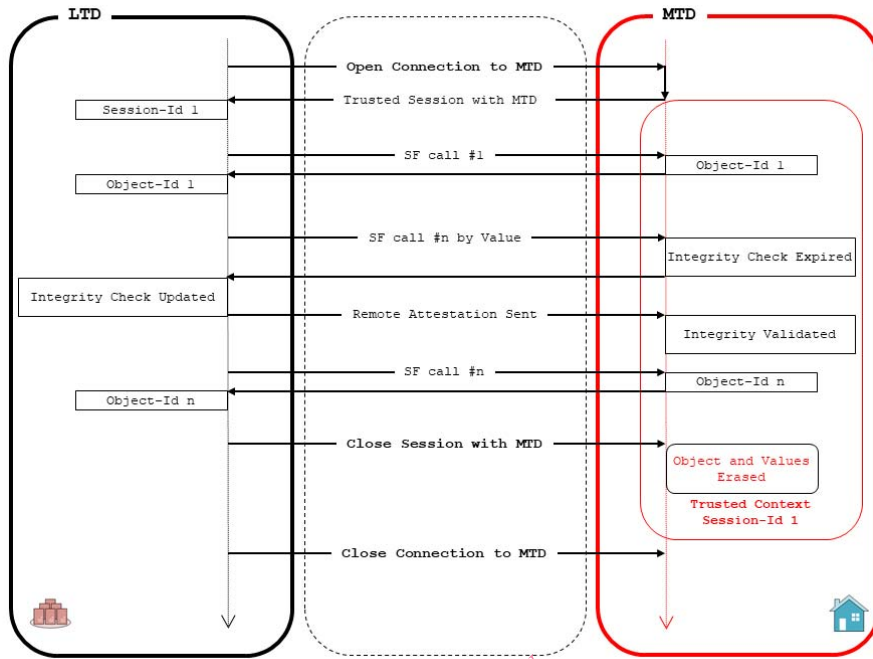 LTD
MTD
Open Connection to MTD
Trusted Session with MTD
Session-Id 1
SF call #1
Object-Id 1
Object-Id 1
SF call #n by Value
Integrity Check Expired
Integrity Check Updated
Remote Attestation Sent
Integrity Validated
SF call #n
Object-Id n
Object-Id n
Close Session with MTD
Object and Values
Erased
Trusted Context
Session-Id 1
Close Connection to MTD